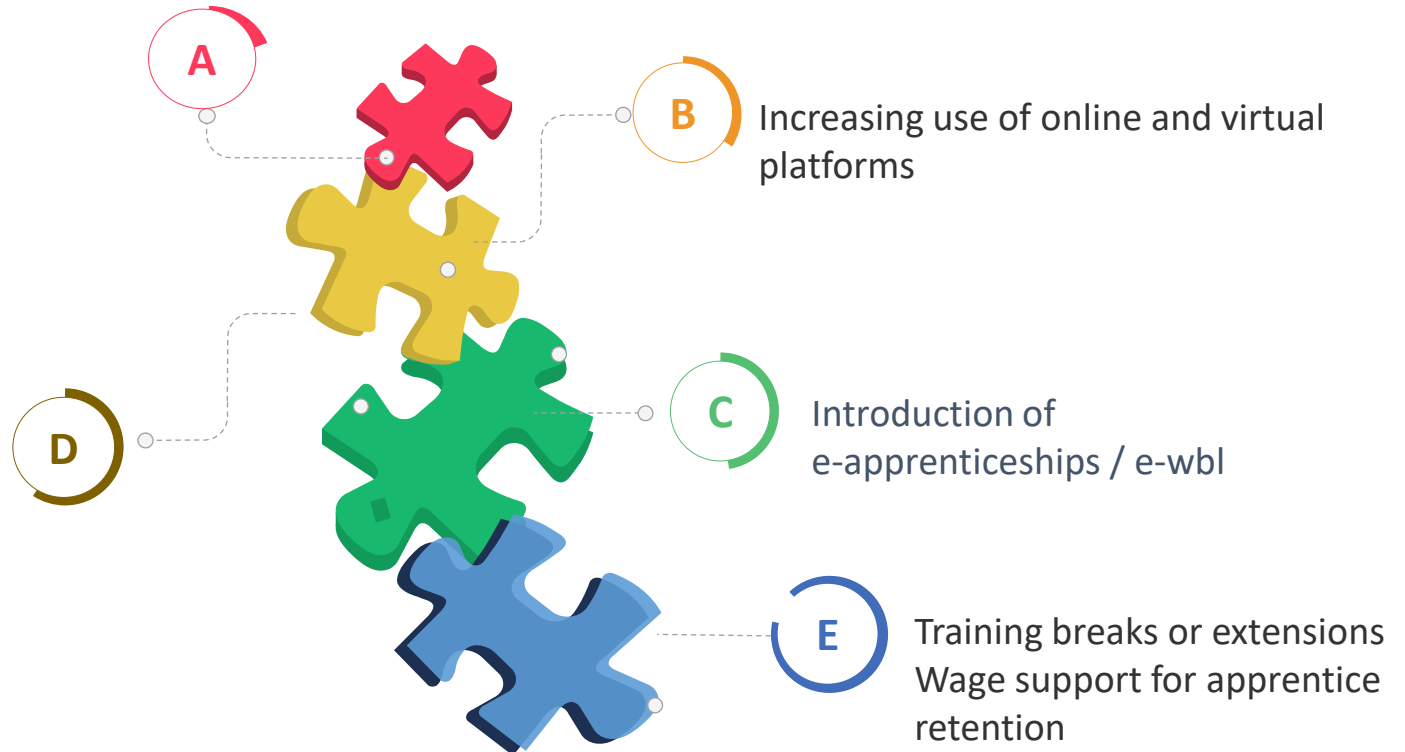 A
B
Increasing use of online and virtual
platforms
C
Introduction of
e-apprenticeships / e-wbl
D
E
Training breaks or extensions
Wage support for apprentice
retention